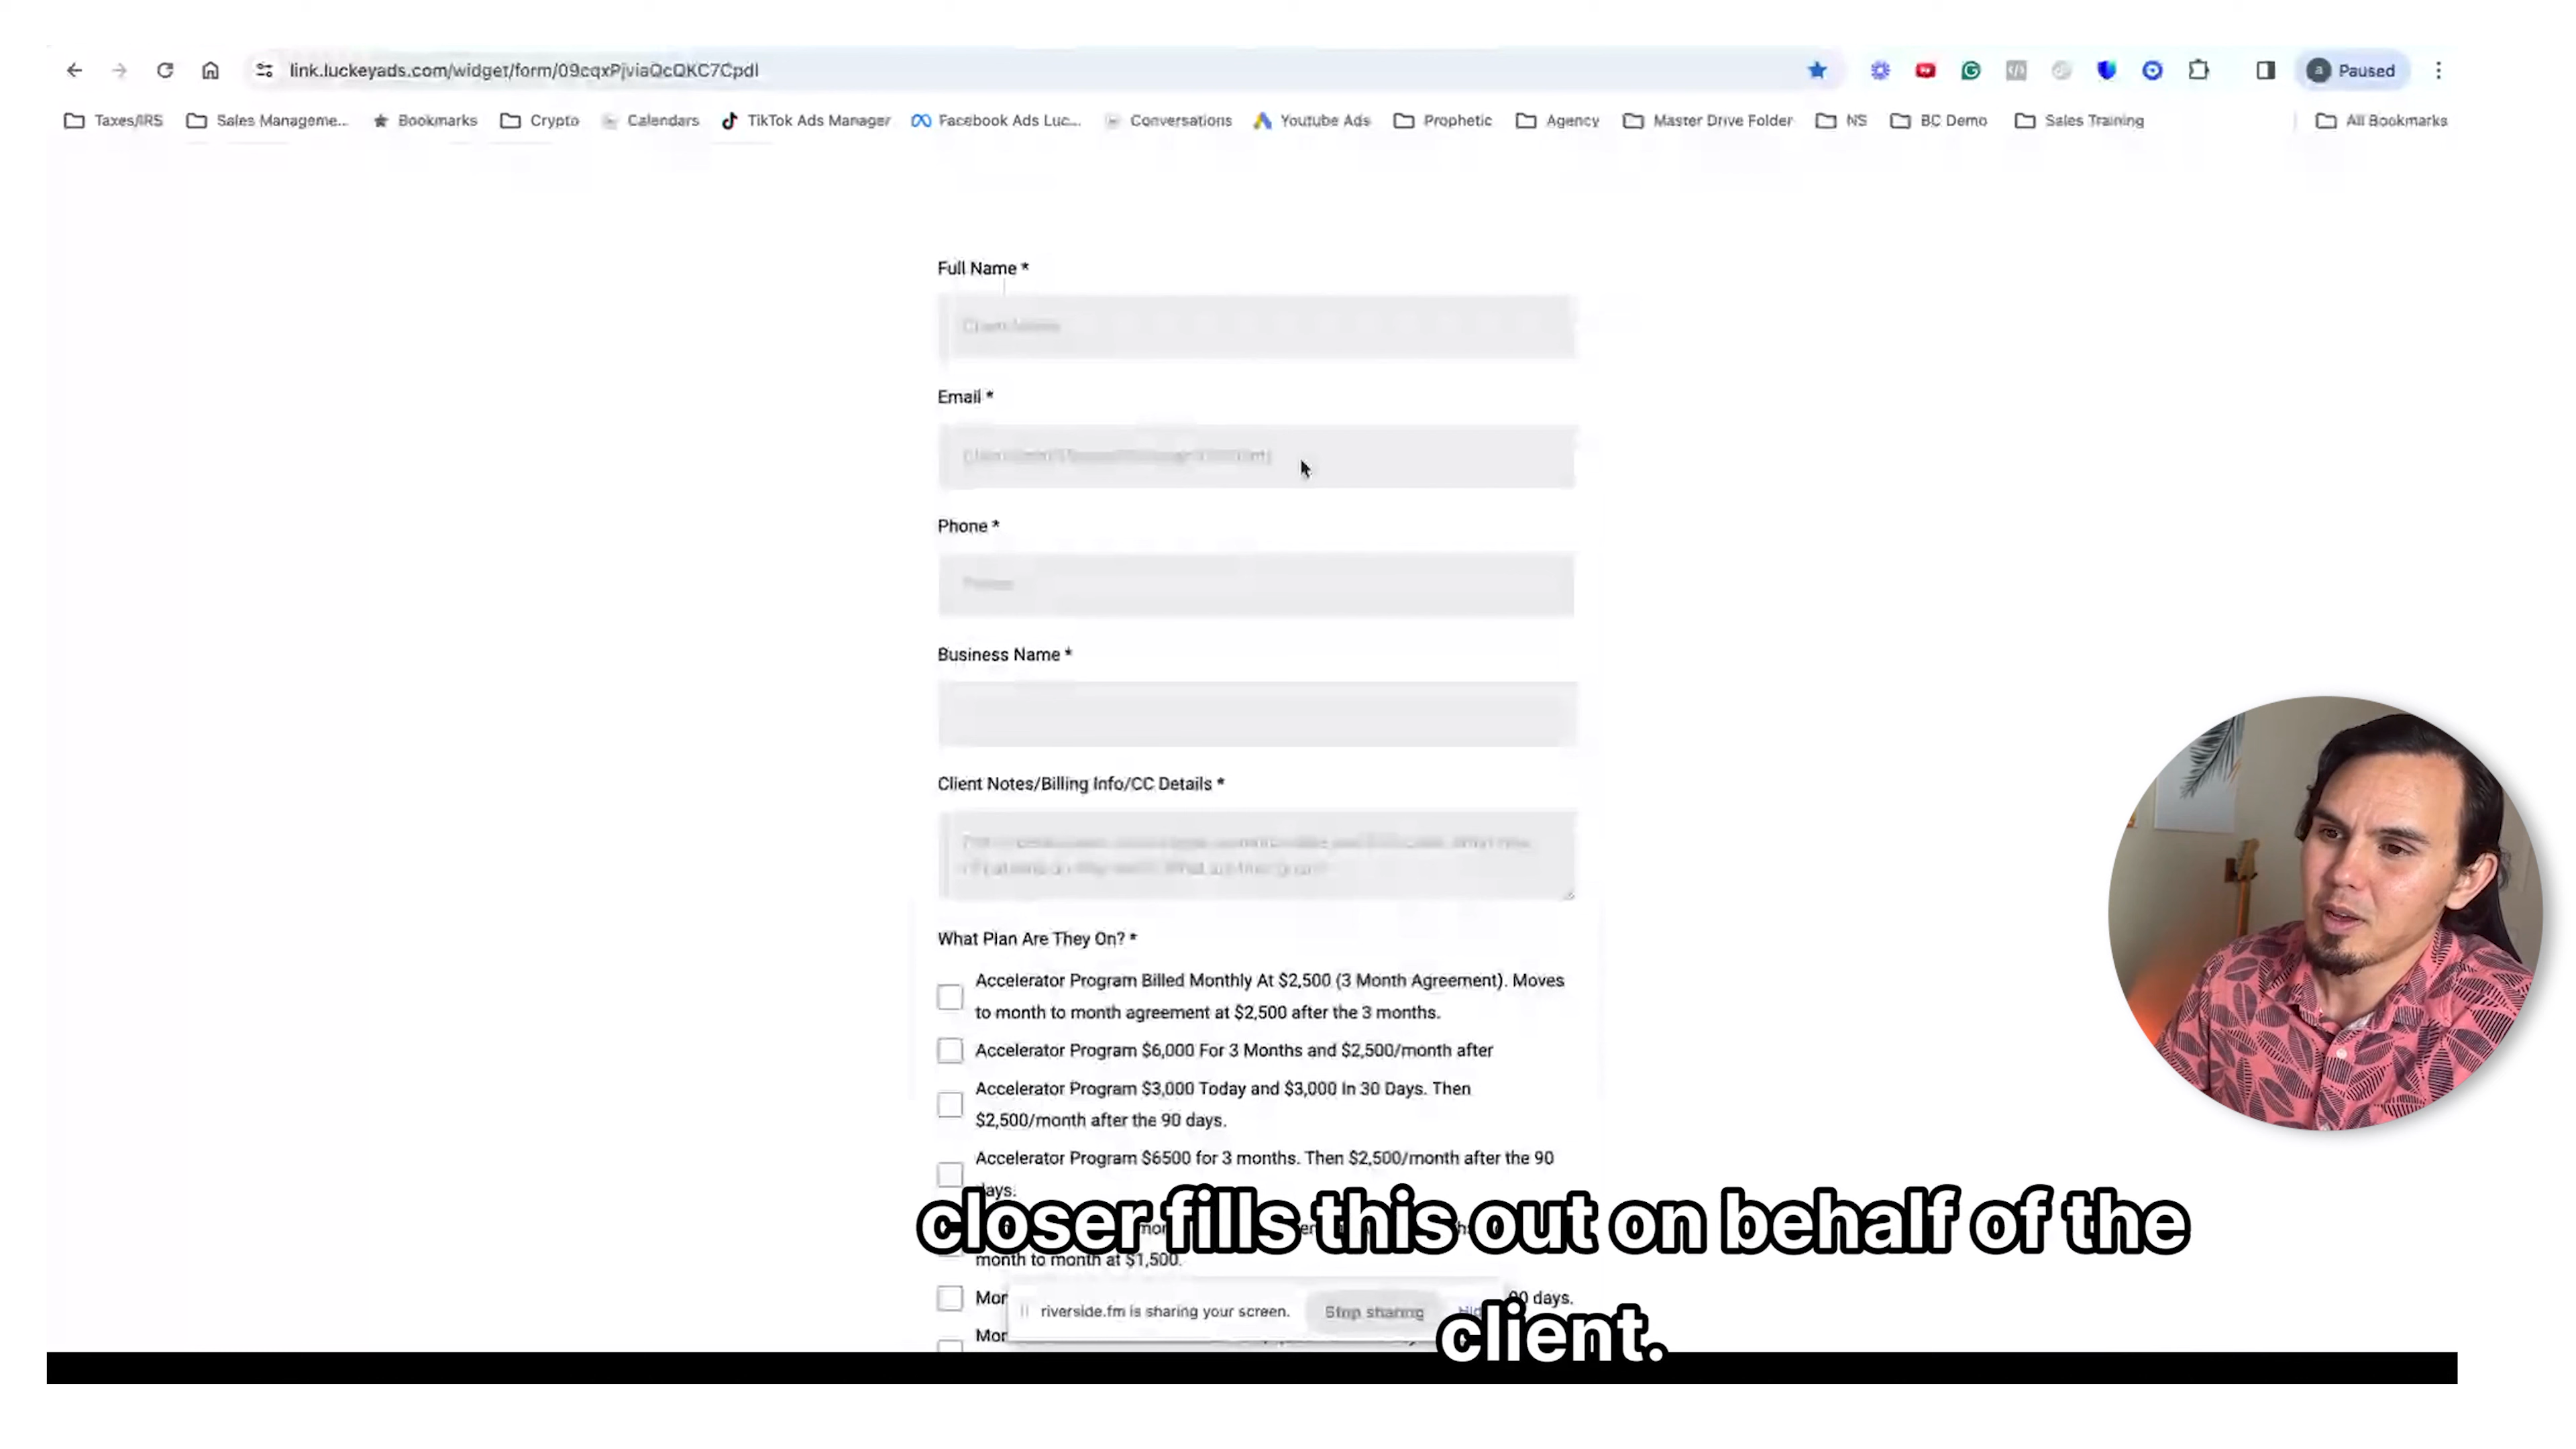 link.luckeyads.com/widget/form/09cqxPjviaQcQKC7Cpdl
a Paused
Taxes/IRS Sales Manageme... Bookmarks Crypto Calendars TikTok Ads Manager Facebook Ads Luc... Conversations Youtube Ads Prophetic Agency Master Drive Folder NS BC Demo Sales Training All Bookmarks
Full Name *
Client Name
Email *
Phone *
Phone
Business Name *
Client Notes/Billing Info/CC Details *
What Plan Are They On? *
Accelerator Program Billed Monthly At $2,500 (3 Month Agreement). Moves
to month to month agreement at $2,500 after the 3 months.
Accelerator Program $6,000 For 3 Months and $2,500/month after
Accelerator Program $3,000 Today and $3,000 In 30 Days. Then
$2,500/month after the 90 days.
Accelerator Program $6500 for 3 months. Then $2,500/month after the 90
days.
closer fills this out on behalf of the
month to month at $1,500.
riverside.fm is sharing your screen. Stop sharing
days.
client.